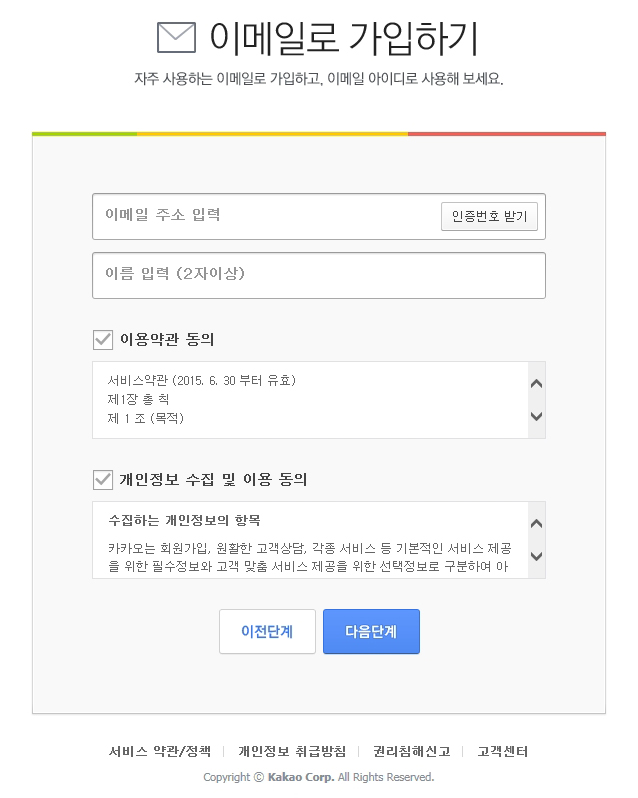 이메일로 가입하기
자주 사용하는 이메일로 가입하고, 이메일 아이디로 사용해 보세요.
이메일 주소 입력
인증번호 받기
이름 입력 (2자이상)
이용약관 동의
서비스약관 (2015. 6. 30 부터 유효)
제1장 총 칙
제 1 조 (목적)
개인정보 수집 및 이용 동의
수집하는 개인정보의 항목
카카오는 회원가입, 원활한 고객상담, 각종 서비스 등 기본적인 서비스 제공
을 위한 필수정보와 고객 맞춤 서비스 제공을 위한 선택정보로 구분하여 아
이전단계
다음단계
서비스 약관/정책 | 개인정보 취급방침 | 권리침해신고 | 고객센터
Copyright ⓒ Kakao Corp. All Rights Reserved.